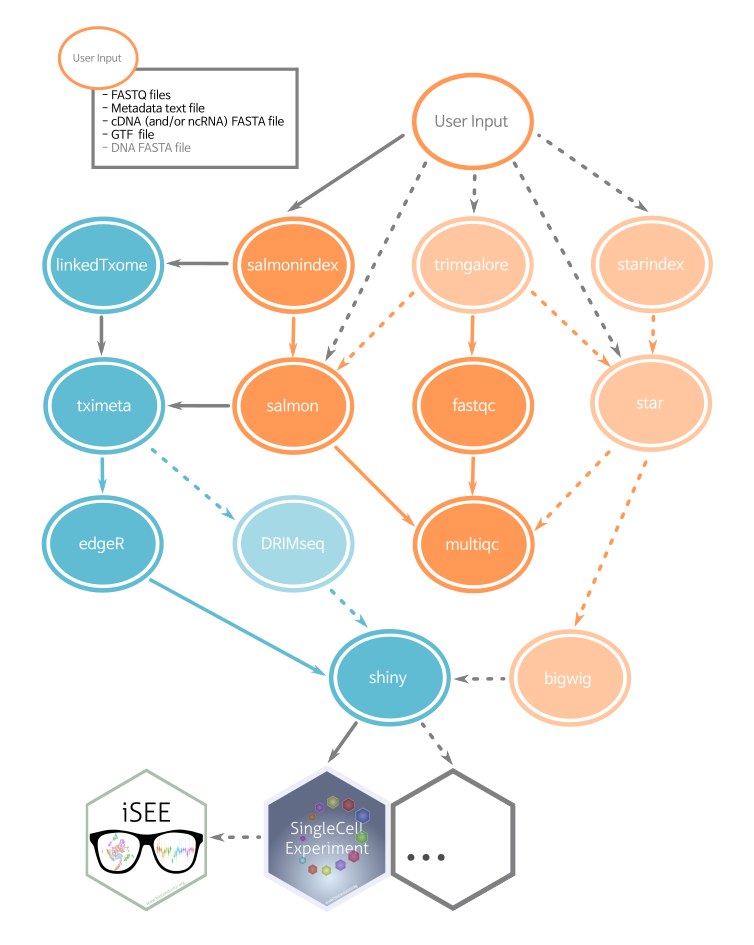 User Input
– FASTQ files
– Metadata text file
– cDNA (and/or ncRNA) FASTA file
– GTF file
– DNA FASTA file
User Input
linkedTxome
salmonindex
trimgalore
starindex
tximeta
salmon
fastqc
star
edgeR
DRIMseq
multiqc
shiny
bigwig
iSEE
SingleCell
Experiment
...